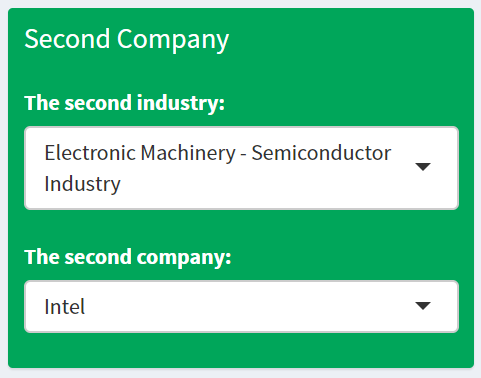 Second Company
The second industry:
Electronic Machinery - Semiconductor
Industry
The second company:
Intel